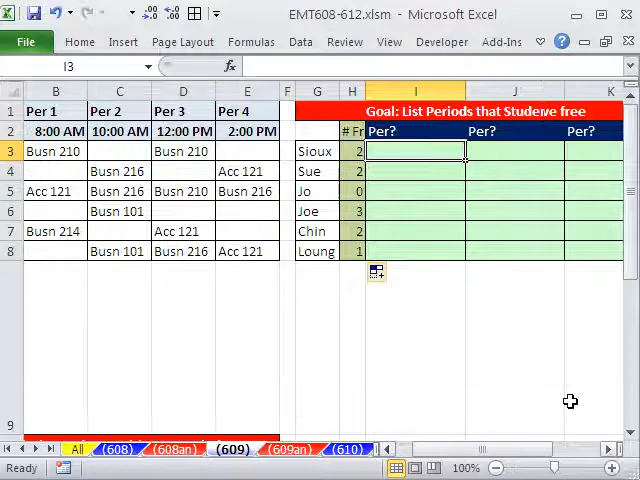 EMT608-612.xlsm - Microsoft Excel
File Home Insert Page Layout Formulas Data Review View Developer Add-Ins
I3 fx
B C D E F G H I J K
1 Per 1 Per 2 Per 3 Per 4 Goal: List Periods that Student free
2 8:00 AM 10:00 AM 12:00 PM 2:00 PM # Fr Per? Per? Per?
3 Busn 210 Busn 210 Sioux 2
4 Busn 216 Acc 121 Sue 2
5 Acc 121 Busn 216 Busn 210 Busn 216 Jo 0
6 Busn 101 Joe 3
7 Busn 214 Acc 121 Chin 2
8 Busn 101 Busn 216 Acc 121 Loung 1
9
All (608) (608an) (609) (609an) (610)
Ready 100%